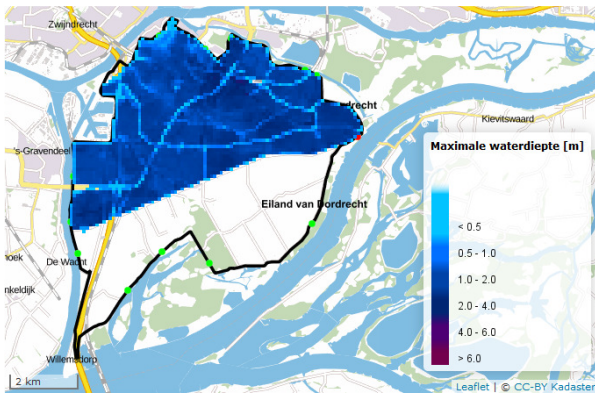 Zwijndrecht
drecht
Kievitswaard
's-Gravendeel
Maximale waterdiepte [m]
Eiland van Dordrecht
< 0.5
0.5 - 1.0
1.0 - 2.0
2.0 - 4.0
4.0 - 6.0
> 6.0
De Wacht
hoek
nkeldijk
Willemsdorp
2 km
Leaflet | © CC-BY Kadaster